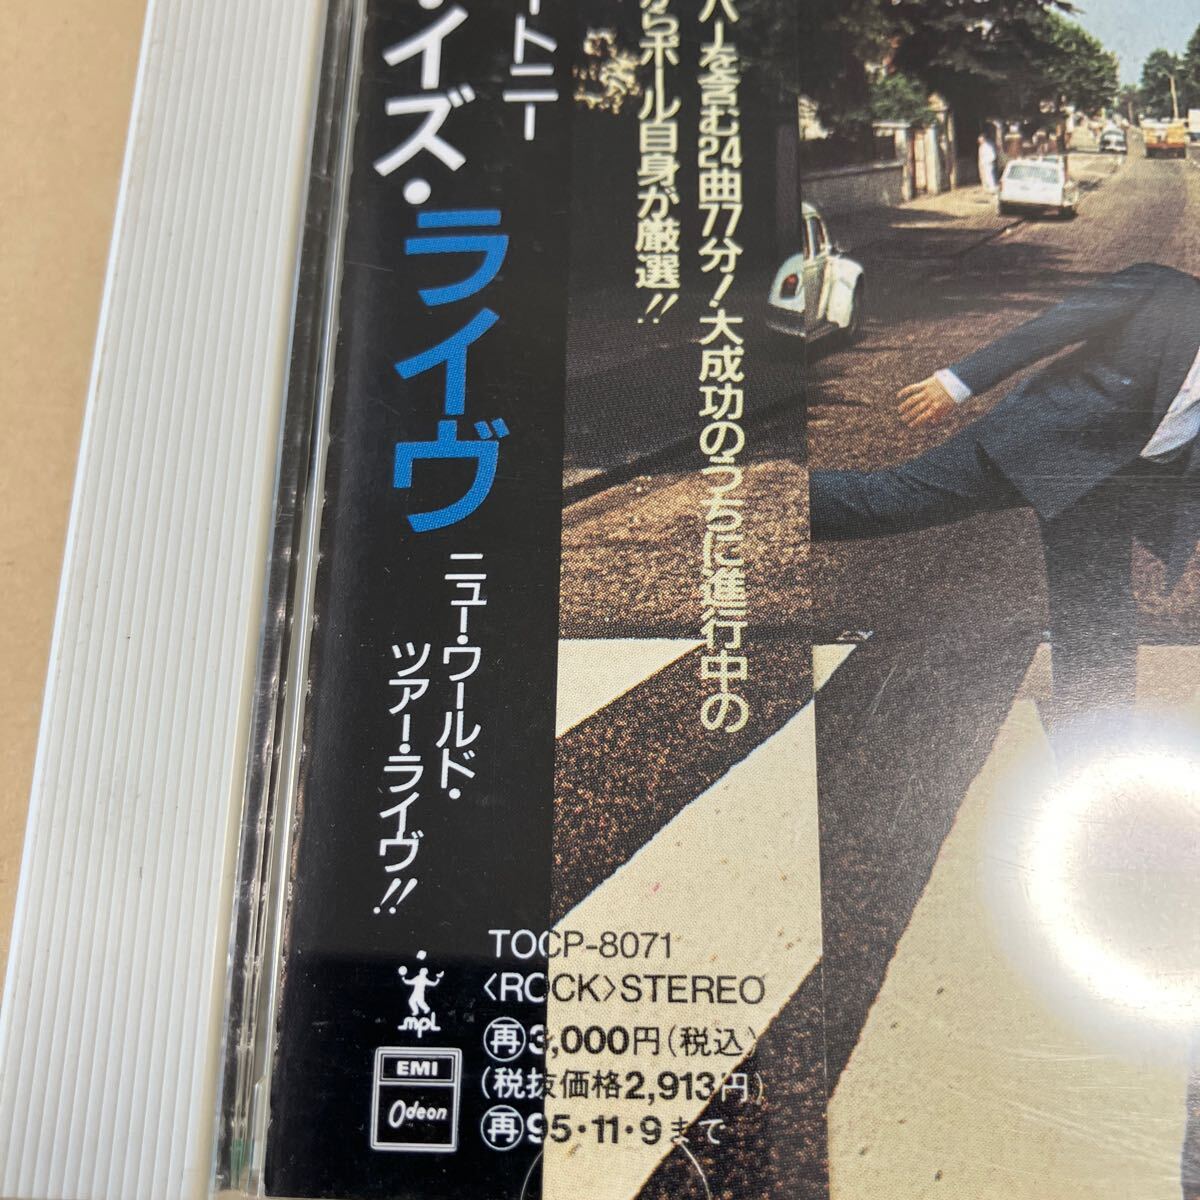 ートニー
・イズ・ライヴ
ニュー・ワールド・
ツアー・ライヴ!!
バーを含む24曲77分!大成功のうちに進行中の
からポール自身が厳選!!
TOCP-8071
〈ROCK〉STEREO
再3,000円(税込)
(税抜価格2,913円)
再95・11・9まで
mpl
EMI
Odeon